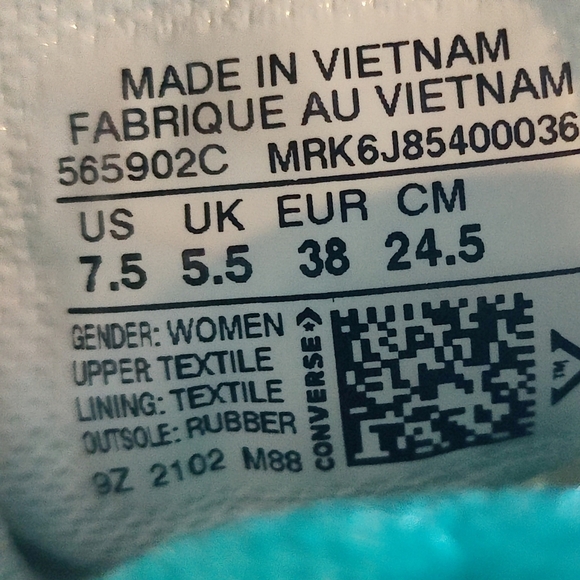 MADE IN VIETNAM
FABRIQUE AU VIETNAM
565902C MRK6J85400036
US UK EUR CM
7.5 5.5 38 24.5
GENDER: WOMEN
UPPER TEXTILE
LINING: TEXTILE
OUTSOLE: RUBBER
9Z 2102 M88
CONVERSE
TM